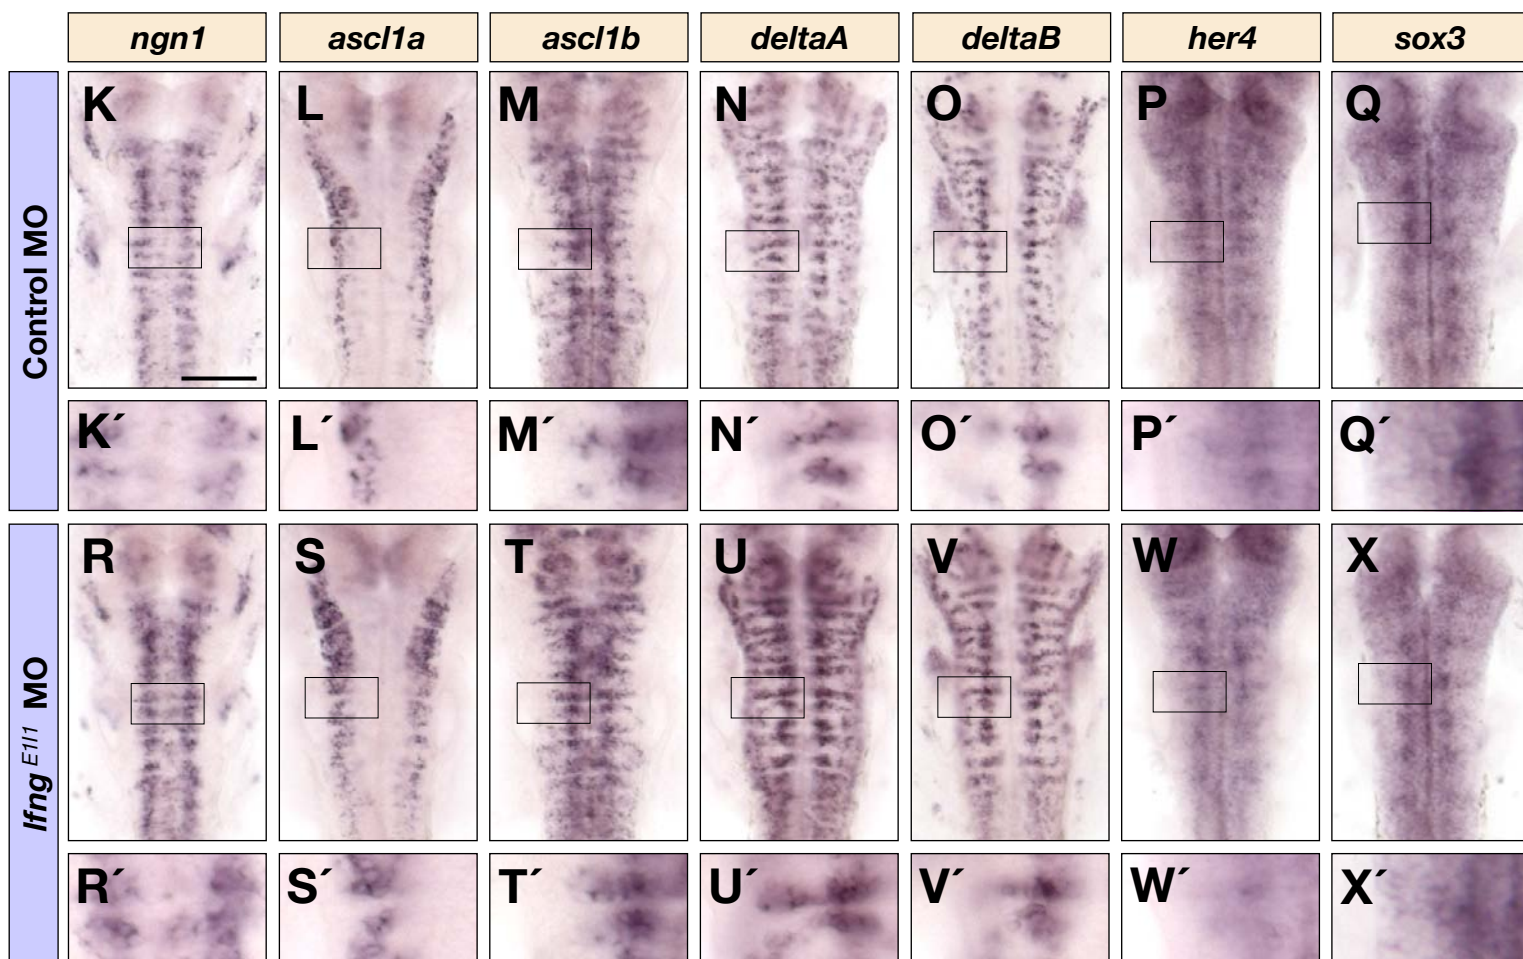 ngn1 ascl1a ascl1b deltaA deltaB her4 sox3
Control MO
K L M N O P Q
K´ L´ M´ N´ O´ P´ Q´
lfng E1I1 MO
R S T U V W X
R´ S´ T´ U´ V´ W´ X´